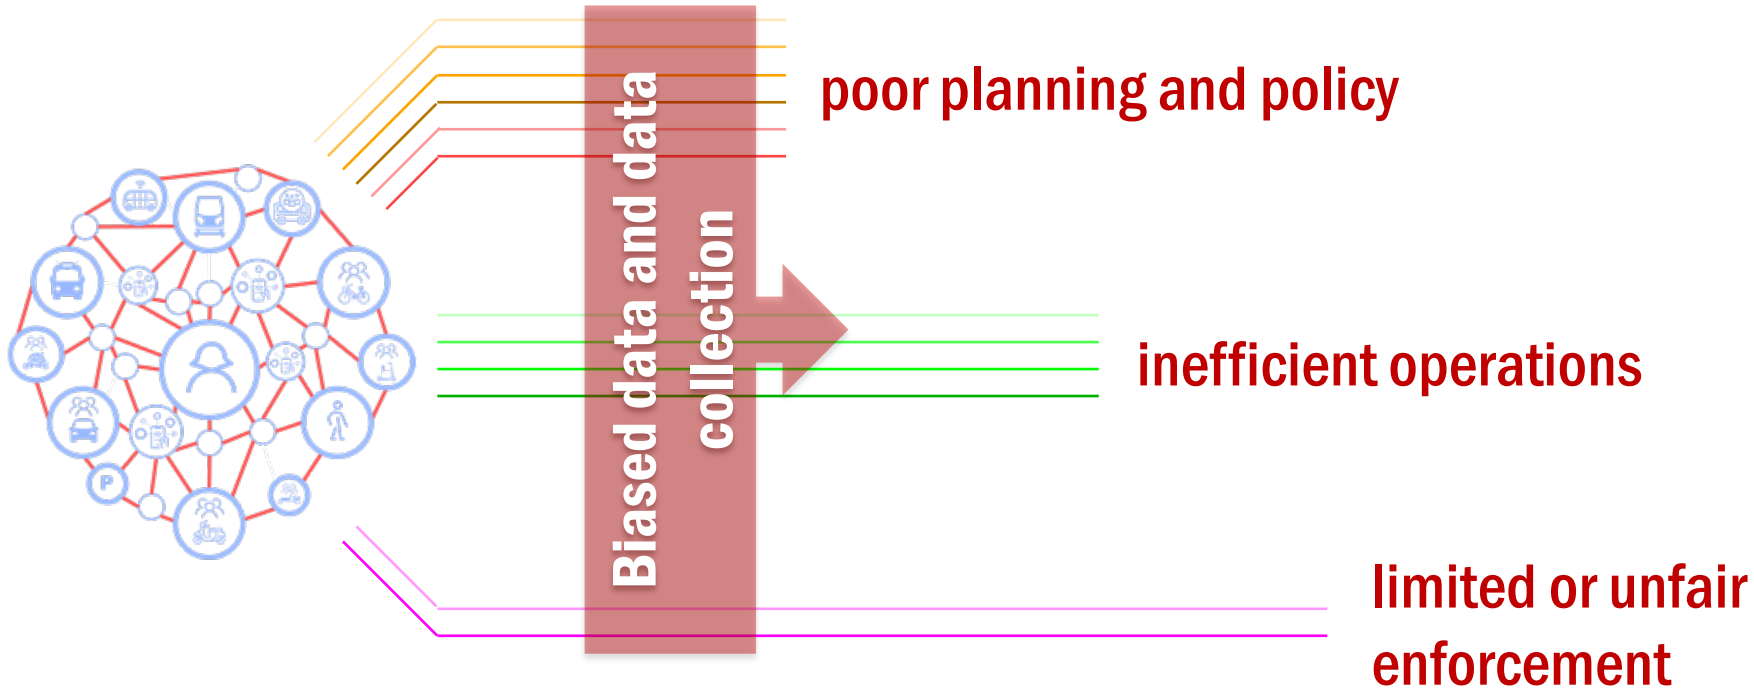 poor planning and policy
Biased data and data
collection
inefficient operations
P
limited or unfair
enforcement